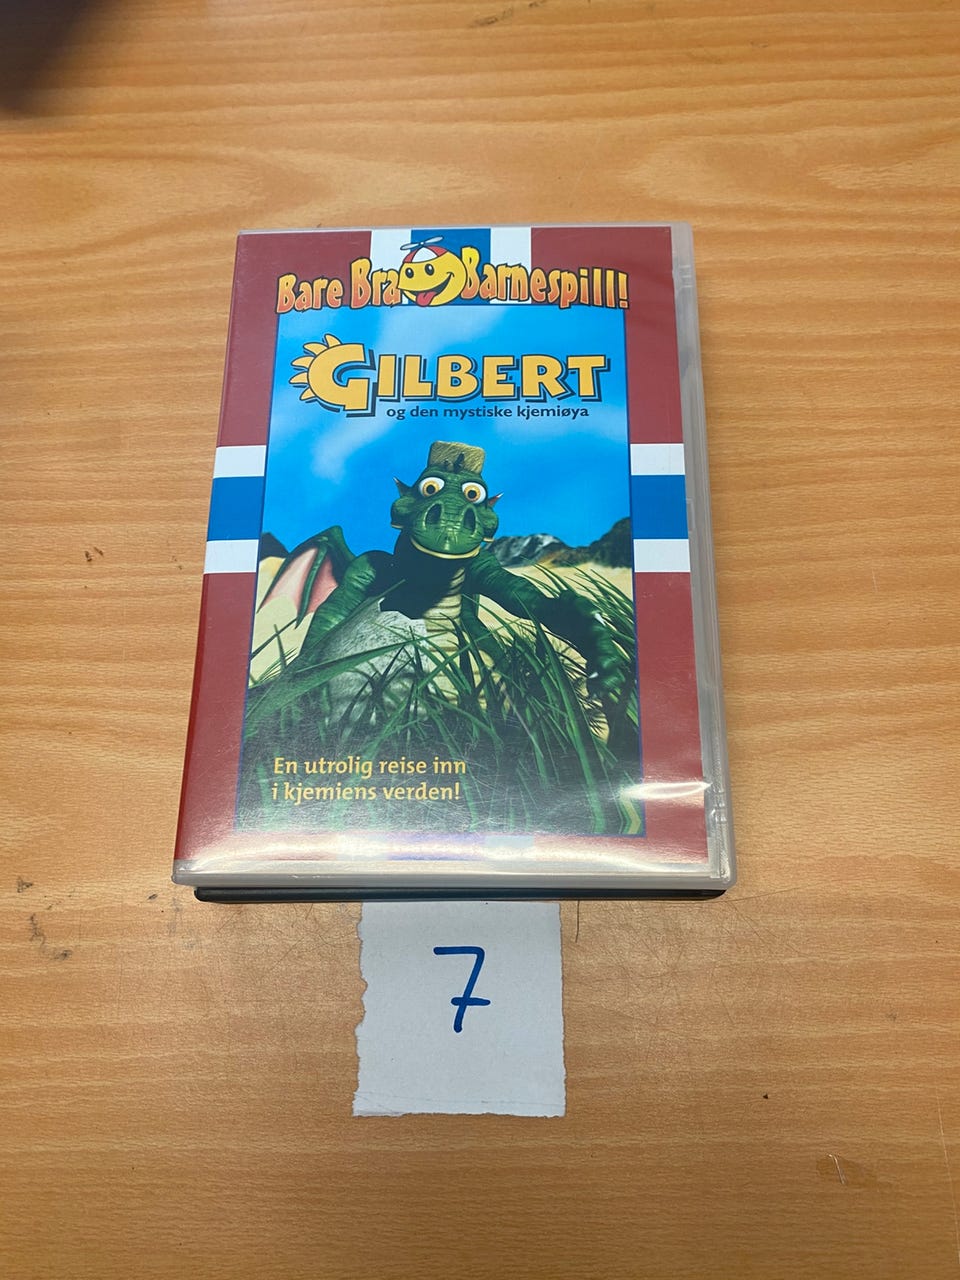 Bare Bra Barnespill!
GILBERT
og den mystiske kjemiøya
En utrolig reise inn
i kjemiens verden!
7